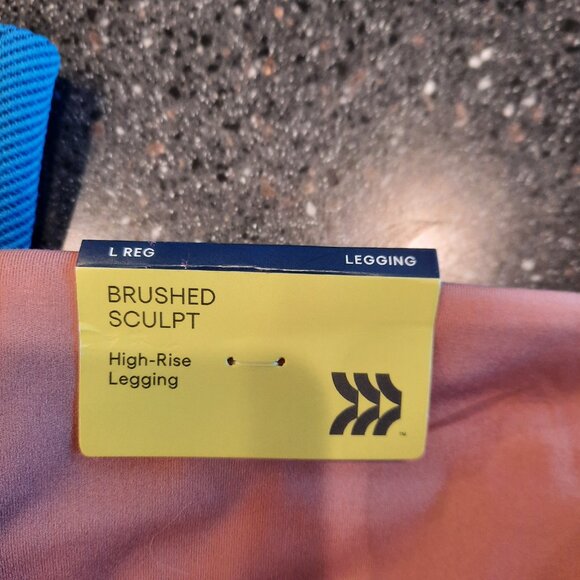 L REG LEGGING
BRUSHED
SCULPT
High-Rise
Legging
TM